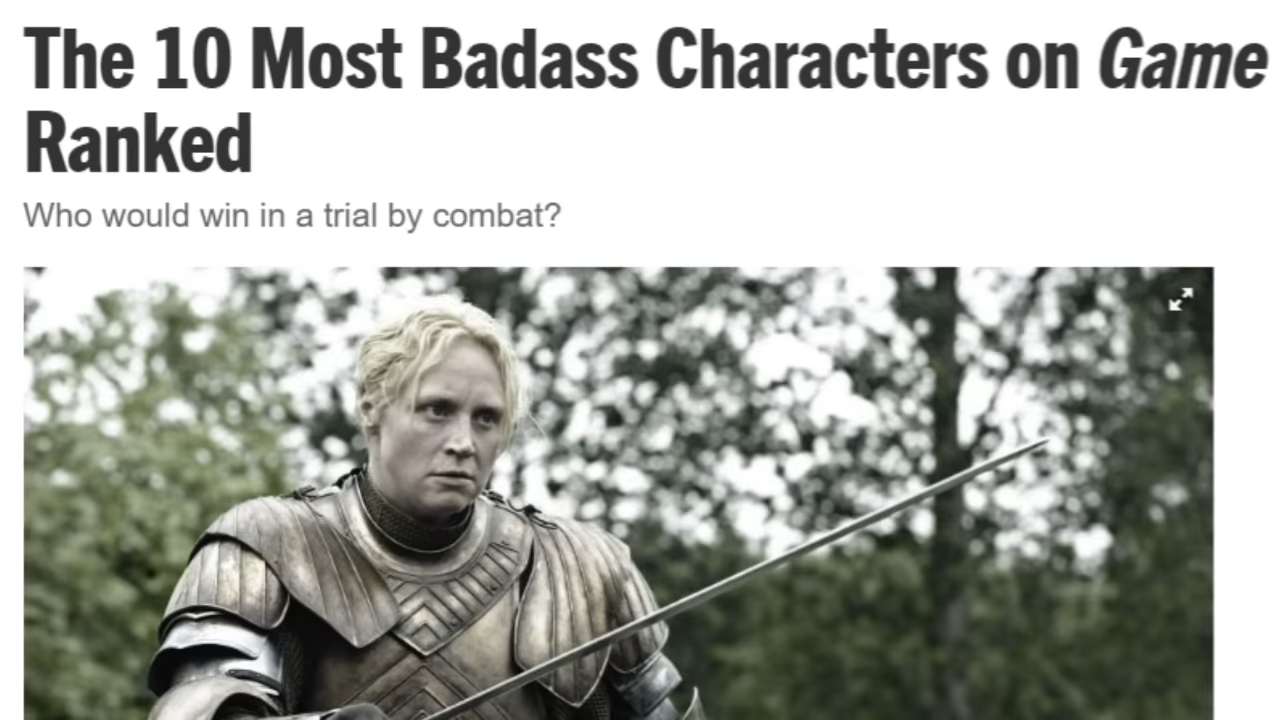 The 10 Most Badass Characters on Game
Ranked
Who would win in a trial by combat?